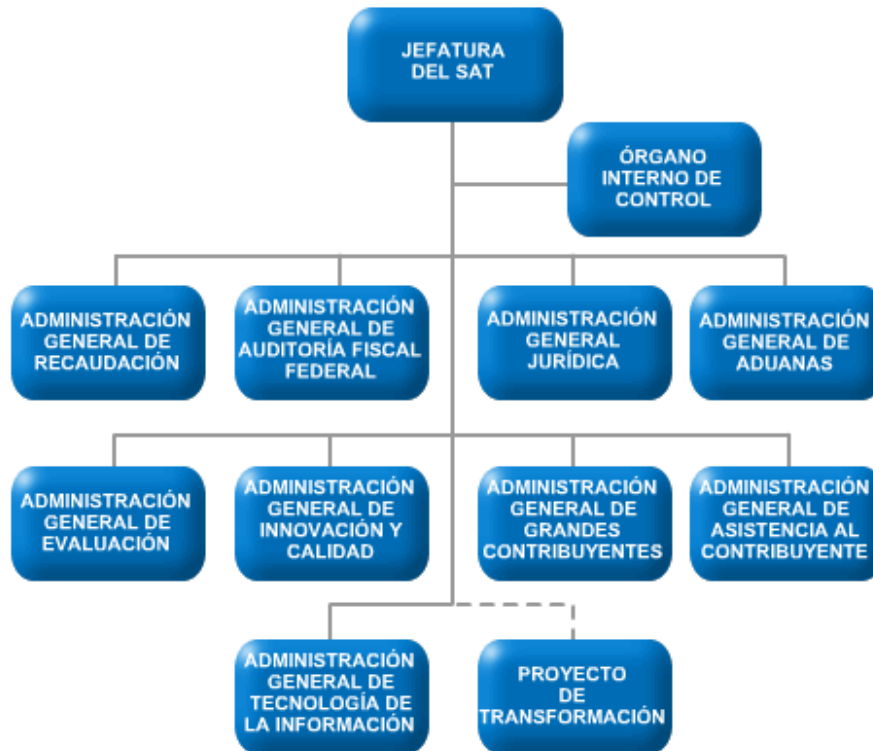 JEFATURA
DEL SAT
ÓRGANO
INTERNO DE
CONTROL
ADMINISTRACIÓN
GENERAL DE
RECAUDACIÓN
ADMINISTRACIÓN
GENERAL DE
AUDITORÍA FISCAL
FEDERAL
ADMINISTRACIÓN
GENERAL
JURÍDICA
ADMINISTRACIÓN
GENERAL DE
ADUANAS
ADMINISTRACIÓN
GENERAL DE
EVALUACIÓN
ADMINISTRACIÓN
GENERAL DE
INNOVACIÓN Y
CALIDAD
ADMINISTRACIÓN
GENERAL DE
GRANDES
CONTRIBUYENTES
ADMINISTRACIÓN
GENERAL DE
ASISTENCIA AL
CONTRIBUYENTE
ADMINISTRACIÓN
GENERAL DE
TECNOLOGÍA DE
LA INFORMACIÓN
PROYECTO
DE
TRANSFORMACIÓN